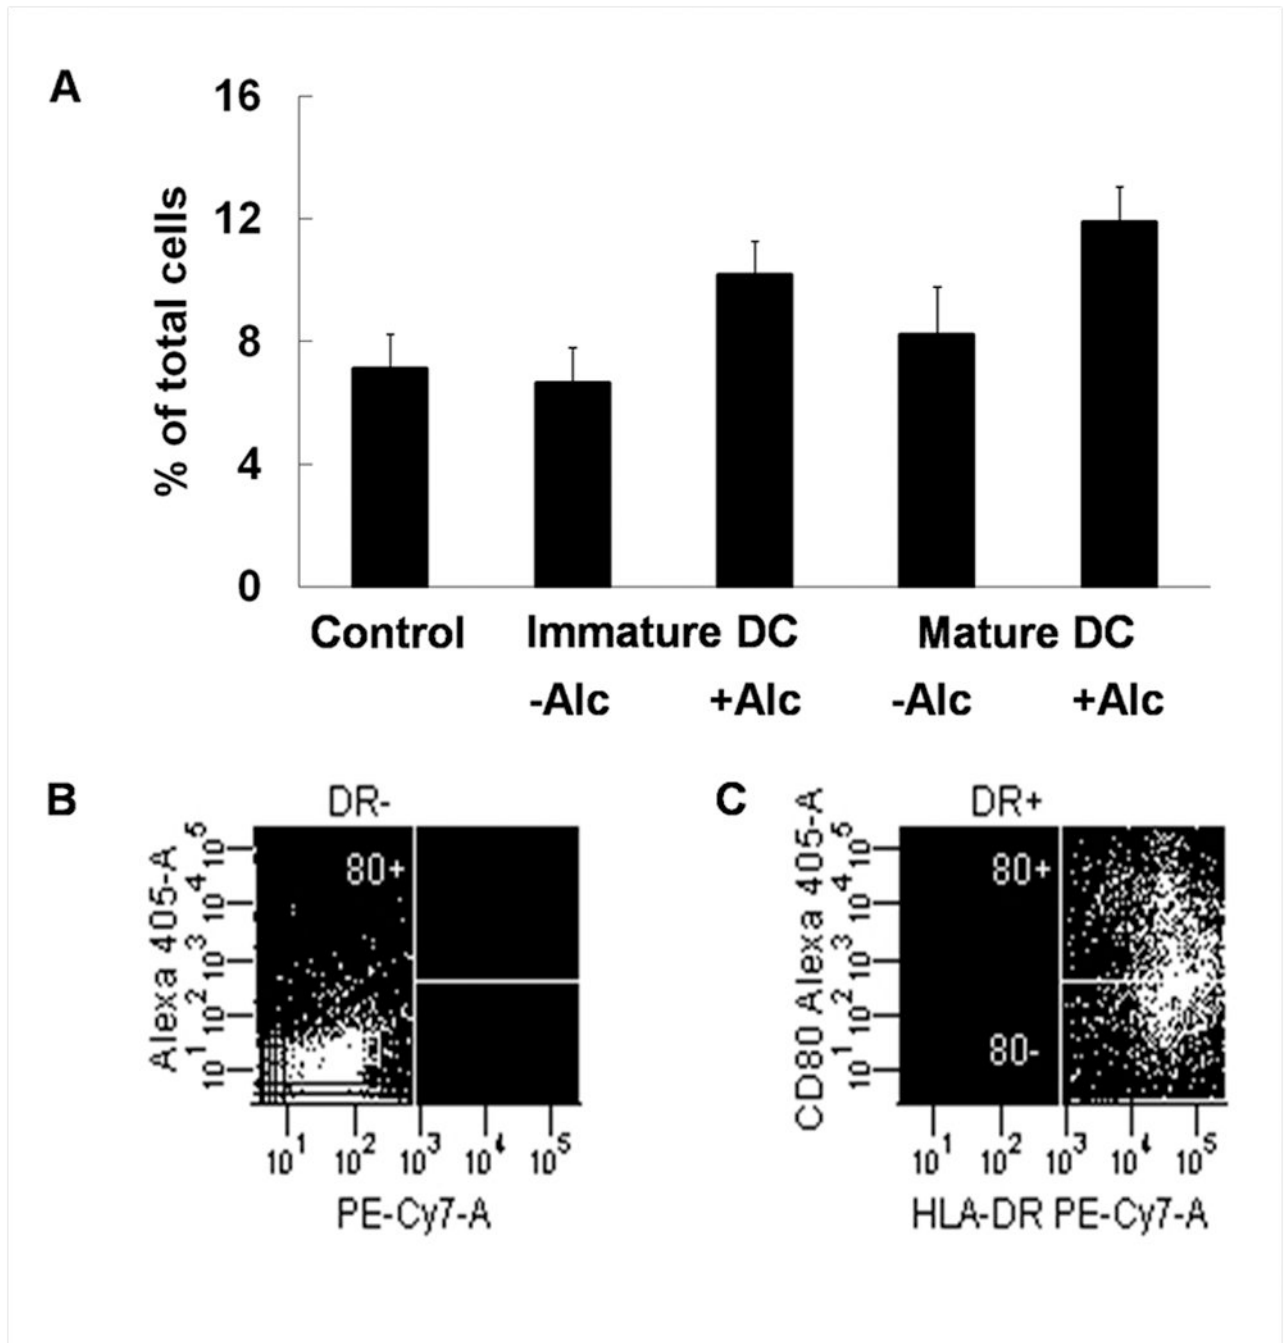 A
% of total cells
16
12
8
4
0
Control
Immature DC
Mature DC
-Alc
+Alc
-Alc
+Alc
B
DR-
80+
Alexa 405-A
10^5
10^4
10^3
10^2
10^1
10^1
10^2
10^3
10^4
10^5
PE-Cy7-A
C
DR+
80+
80-
CD80 Alexa 405-A
10^5
10^4
10^3
10^2
10^1
10^1
10^2
10^3
10^4
10^5
HLA-DR PE-Cy7-A